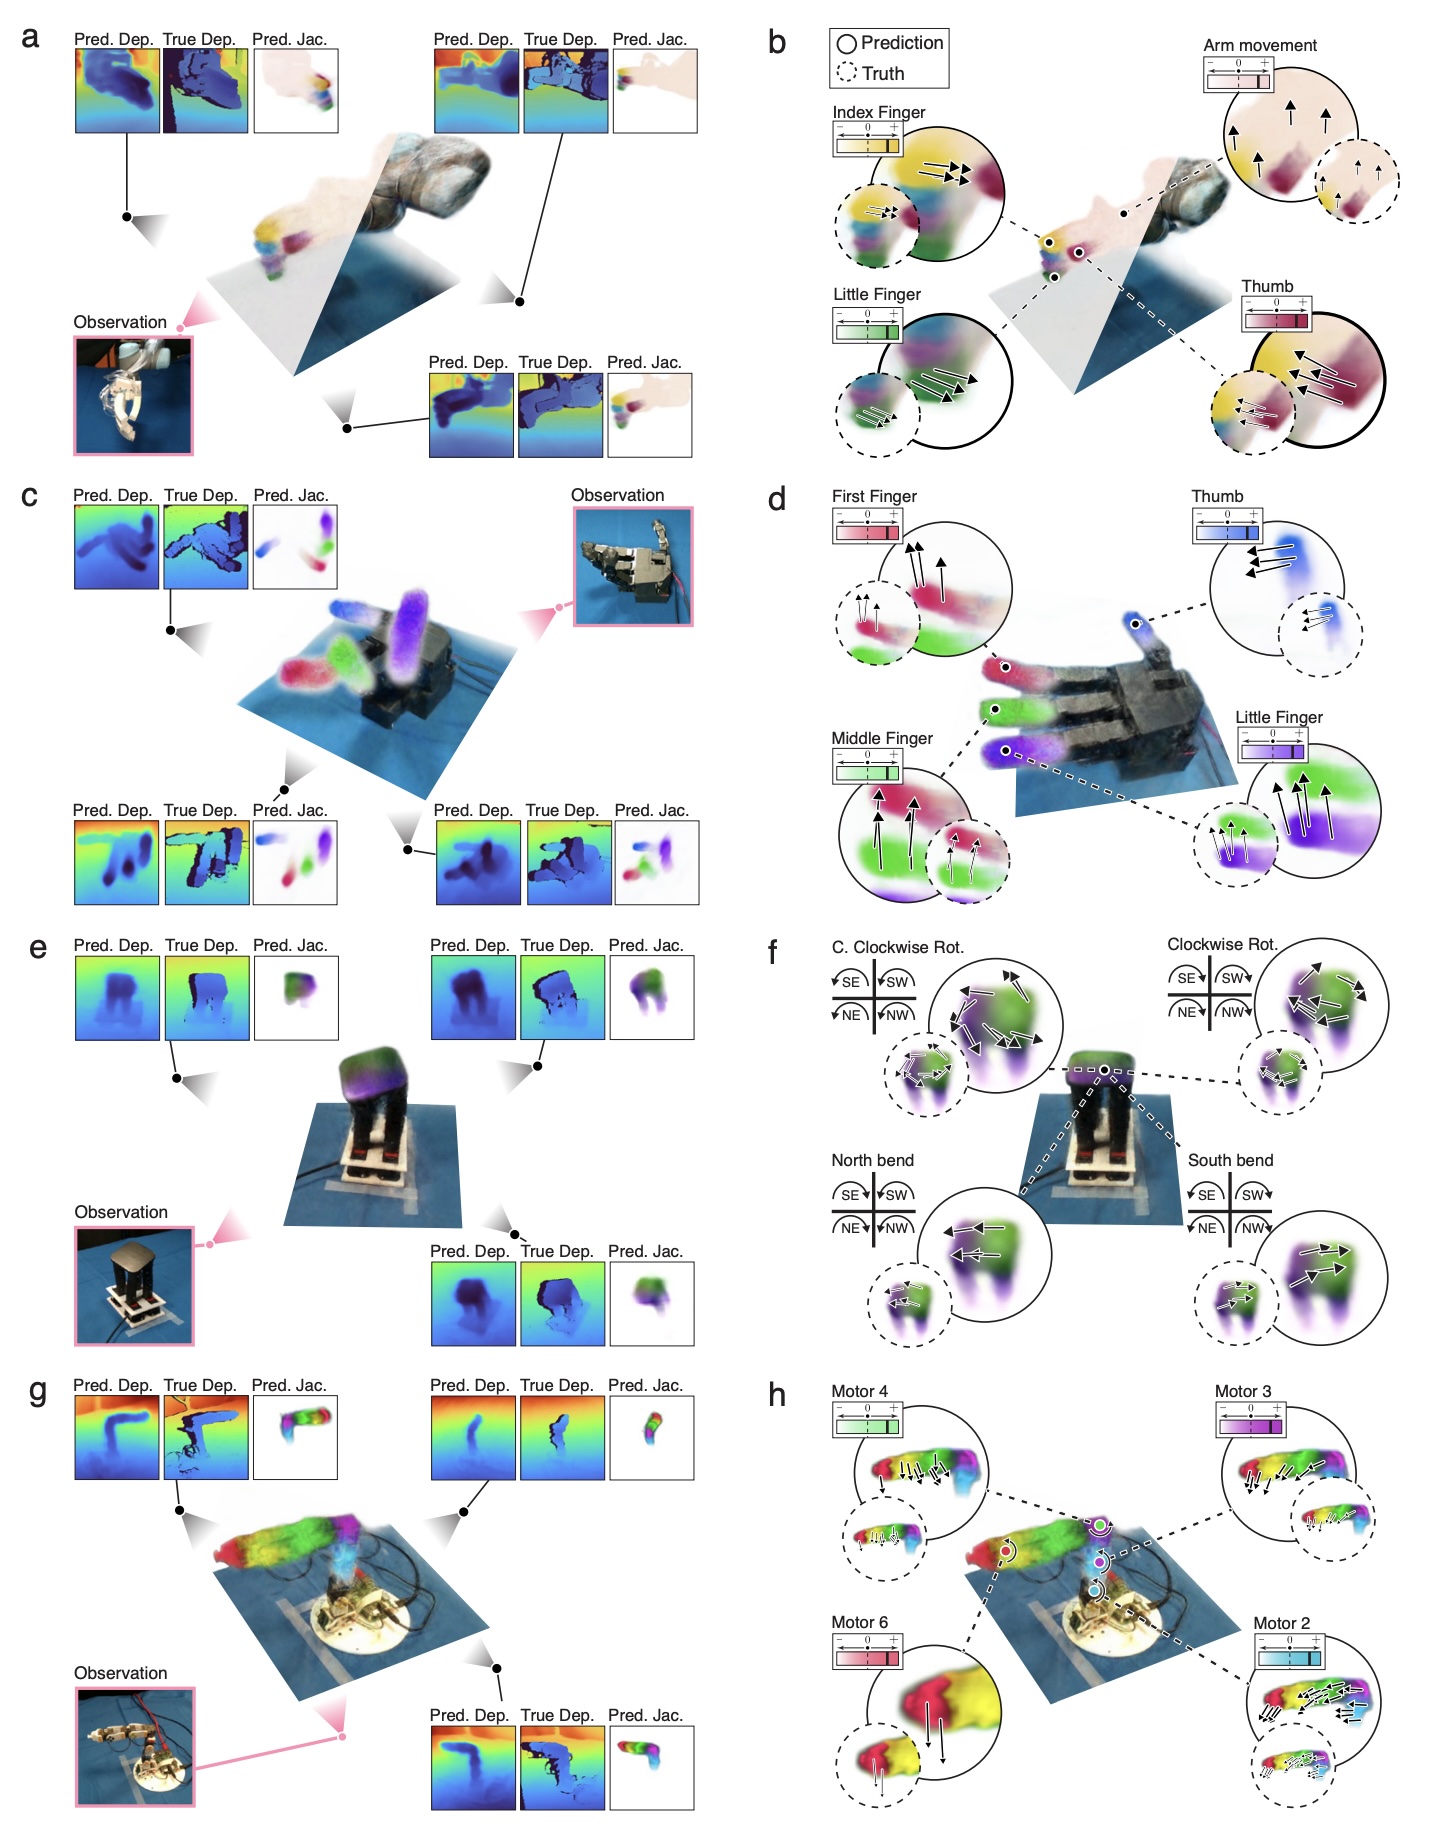 a
Pred. Dep. True Dep. Pred. Jac.
Pred. Dep. True Dep. Pred. Jac.
Observation
Pred. Dep. True Dep. Pred. Jac.
b
Prediction
Truth
Arm movement
- 0 +
Index Finger
- 0 +
Little Finger
- 0 +
Thumb
- 0 +
c
Pred. Dep. True Dep. Pred. Jac.
Observation
Pred. Dep. True Dep. Pred. Jac.
Pred. Dep. True Dep. Pred. Jac.
d
First Finger
- 0 +
Thumb
- 0 +
Middle Finger
- 0 +
Little Finger
- 0 +
e
Pred. Dep. True Dep. Pred. Jac.
Pred. Dep. True Dep. Pred. Jac.
Observation
Pred. Dep. True Dep. Pred. Jac.
f
C. Clockwise Rot.
SE SW
NE NW
Clockwise Rot.
SE SW
NE NW
North bend
SE SW
NE NW
South bend
SE SW
NE NW
g
Pred. Dep. True Dep. Pred. Jac.
Pred. Dep. True Dep. Pred. Jac.
Observation
Pred. Dep. True Dep. Pred. Jac.
h
Motor 4
- 0 +
Motor 3
- 0 +
Motor 6
- 0 +
Motor 2
- 0 +